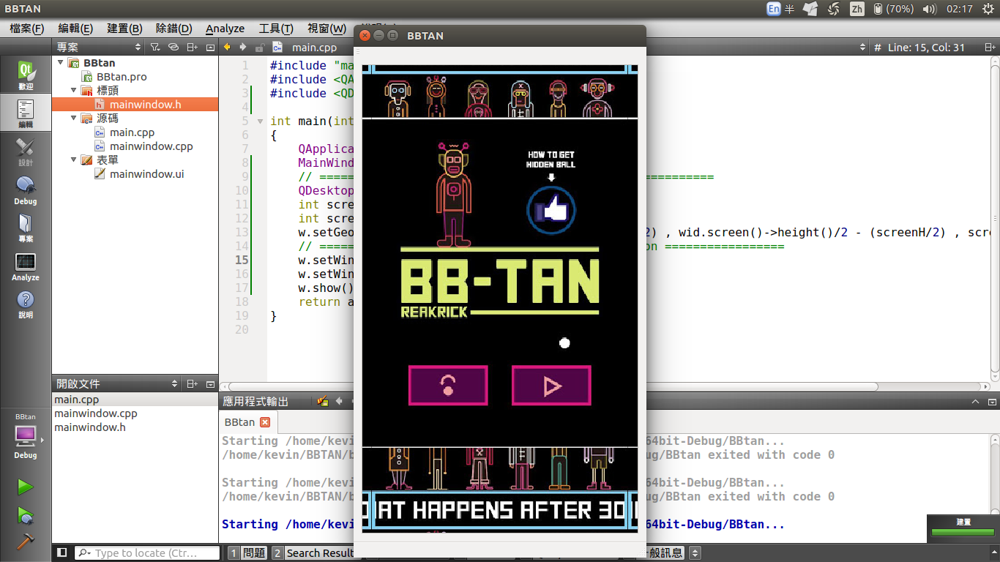 BBTAN
En 半 Zh (70%) 02:17
檔案(F) 編輯(E) 建置(B) 除錯(D) Analyze 工具(T) 視窗(W)
專案
main.cpp
# Line: 15, Col: 31
歡迎
編輯
設計
Debug
專案
Analyze
說明
BBtan
Debug
BBtan
BBtan.pro
標頭
mainwindow.h
源碼
main.cpp
mainwindow.cpp
表單
mainwindow.ui
開啟文件
main.cpp
mainwindow.cpp
mainwindow.h
1 #include "ma
2 #include <QA
3 #include <QD
4
5 int main(int
6 {
7 QApplica
8 MainWind
9 // ===== ============
10 QDesktop
11 int scre
12 int scre
13 w.setGeo 2) , wid.screen()->height()/2 - (screenH/2) , scre
14 // ===== on =================
15 w.setWin
16 w.setWin
17 w.show()
18 return a
19 }
20
BBTAN
HOW TO GET
HIDDEN BALL
BB-TAN
REAKRICK
AT HAPPENS AFTER 30
應用程式輸出
BBtan
Starting /home/kevi 64bit-Debug/BBtan...
/home/kevin/BBTAN/b ug/BBtan exited with code 0
Starting /home/kevi 64bit-Debug/BBtan...
/home/kevin/BBTAN/b ug/BBtan exited with code 0
Starting /home/kevi 64bit-Debug/BBtan...
建置
Type to locate (Ctr...
1 問題 2 Search Result 一般訊息